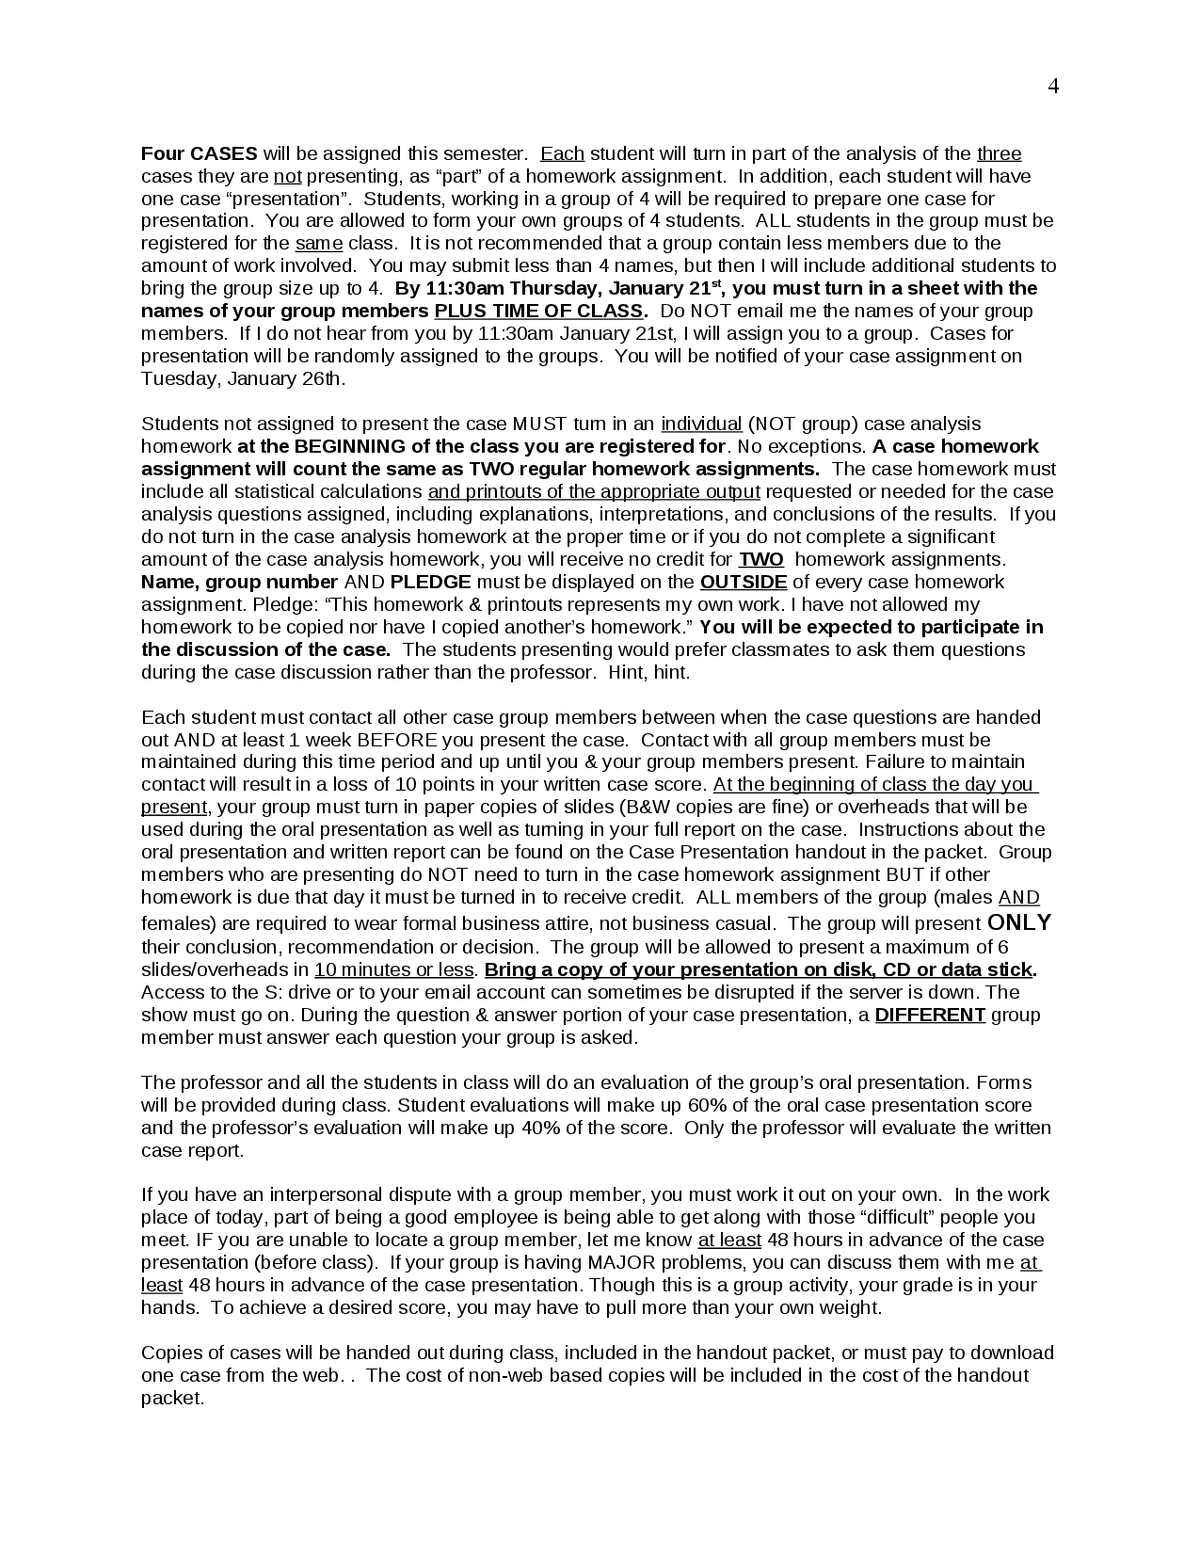 4
Four CASES will be assigned this semester.  Each student will turn in part of the analysis of the three
cases they are not presenting, as “part” of a homework assignment.  In addition, each student will have
one case “presentation”.  Students, working in a group of 4 will be required to prepare one case for
presentation.  You are allowed to form your own groups of 4 students.  ALL students in the group must be
registered for the same class.  It is not recommended that a group contain less members due to the
amount of work involved.  You may submit less than 4 names, but then I will include additional students to
bring the group size up to 4.  By 11:30am Thursday, January 21st, you must turn in a sheet with the
names of your group members PLUS TIME OF CLASS.  Do NOT email me the names of your group
members.  If I do not hear from you by 11:30am January 21st, I will assign you to a group.  Cases for
presentation will be randomly assigned to the groups.  You will be notified of your case assignment on
Tuesday, January 26th.
Students not assigned to present the case MUST turn in an individual (NOT group) case analysis
homework at the BEGINNING of the class you are registered for. No exceptions. A case homework
assignment will count the same as TWO regular homework assignments.  The case homework must
include all statistical calculations and printouts of the appropriate output requested or needed for the case
analysis questions assigned, including explanations, interpretations, and conclusions of the results.  If you
do not turn in the case analysis homework at the proper time or if you do not complete a significant
amount of the case analysis homework, you will receive no credit for TWO  homework assignments.
Name, group number AND PLEDGE must be displayed on the OUTSIDE of every case homework
assignment. Pledge: “This homework & printouts represents my own work. I have not allowed my
homework to be copied nor have I copied another’s homework.” You will be expected to participate in
the discussion of the case.  The students presenting would prefer classmates to ask them questions
during the case discussion rather than the professor.  Hint, hint.
Each student must contact all other case group members between when the case questions are handed
out AND at least 1 week BEFORE you present the case.  Contact with all group members must be
maintained during this time period and up until you & your group members present. Failure to maintain
contact will result in a loss of 10 points in your written case score. At the beginning of class the day you
present, your group must turn in paper copies of slides (B&W copies are fine) or overheads that will be
used during the oral presentation as well as turning in your full report on the case.  Instructions about the
oral presentation and written report can be found on the Case Presentation handout in the packet.  Group
members who are presenting do NOT need to turn in the case homework assignment BUT if other
homework is due that day it must be turned in to receive credit.  ALL members of the group (males AND
females) are required to wear formal business attire, not business casual.  The group will present ONLY
their conclusion, recommendation or decision.  The group will be allowed to present a maximum of 6
slides/overheads in 10 minutes or less. Bring a copy of your presentation on disk, CD or data stick.
Access to the S: drive or to your email account can sometimes be disrupted if the server is down. The
show must go on. During the question & answer portion of your case presentation, a DIFFERENT group
member must answer each question your group is asked.
The professor and all the students in class will do an evaluation of the group’s oral presentation. Forms
will be provided during class. Student evaluations will make up 60% of the oral case presentation score
and the professor’s evaluation will make up 40% of the score.  Only the professor will evaluate the written
case report.
If you have an interpersonal dispute with a group member, you must work it out on your own.  In the work
place of today, part of being a good employee is being able to get along with those “difficult” people you
meet. IF you are unable to locate a group member, let me know at least 48 hours in advance of the case
presentation (before class).  If your group is having MAJOR problems, you can discuss them with me at
least 48 hours in advance of the case presentation. Though this is a group activity, your grade is in your
hands.  To achieve a desired score, you may have to pull more than your own weight.
Copies of cases will be handed out during class, included in the handout packet, or must pay to download
one case from the web. .  The cost of non-web based copies will be included in the cost of the handout
packet.